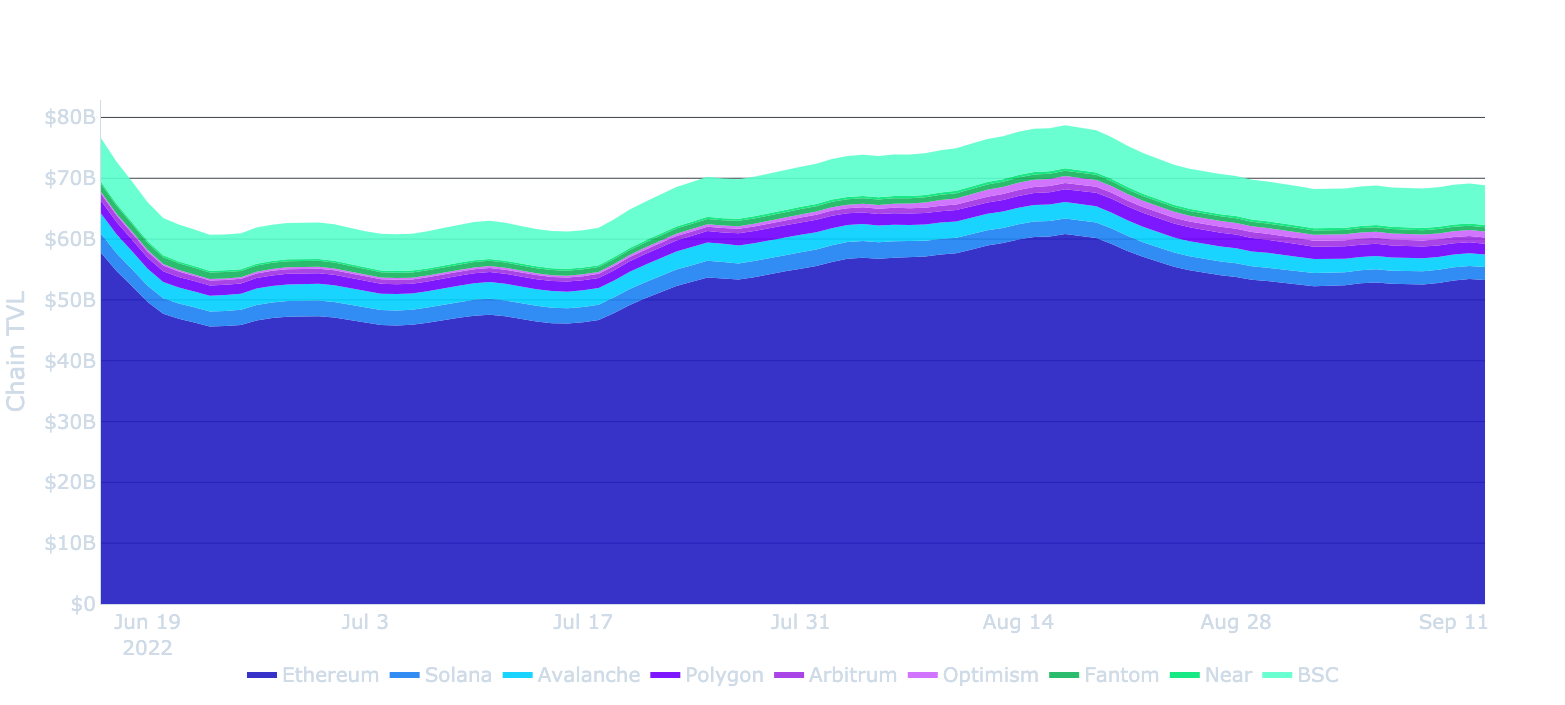 Chain TVL
$80B
$70B
$60B
$50B
$40B
$30B
$20B
$10B
$0
Jun 19 Jul 3 Jul 17 Jul 31 Aug 14 Aug 28 Sep 11
2022
Ethereum Solana Avalanche Polygon Arbitrum Optimism Fantom Near BSC